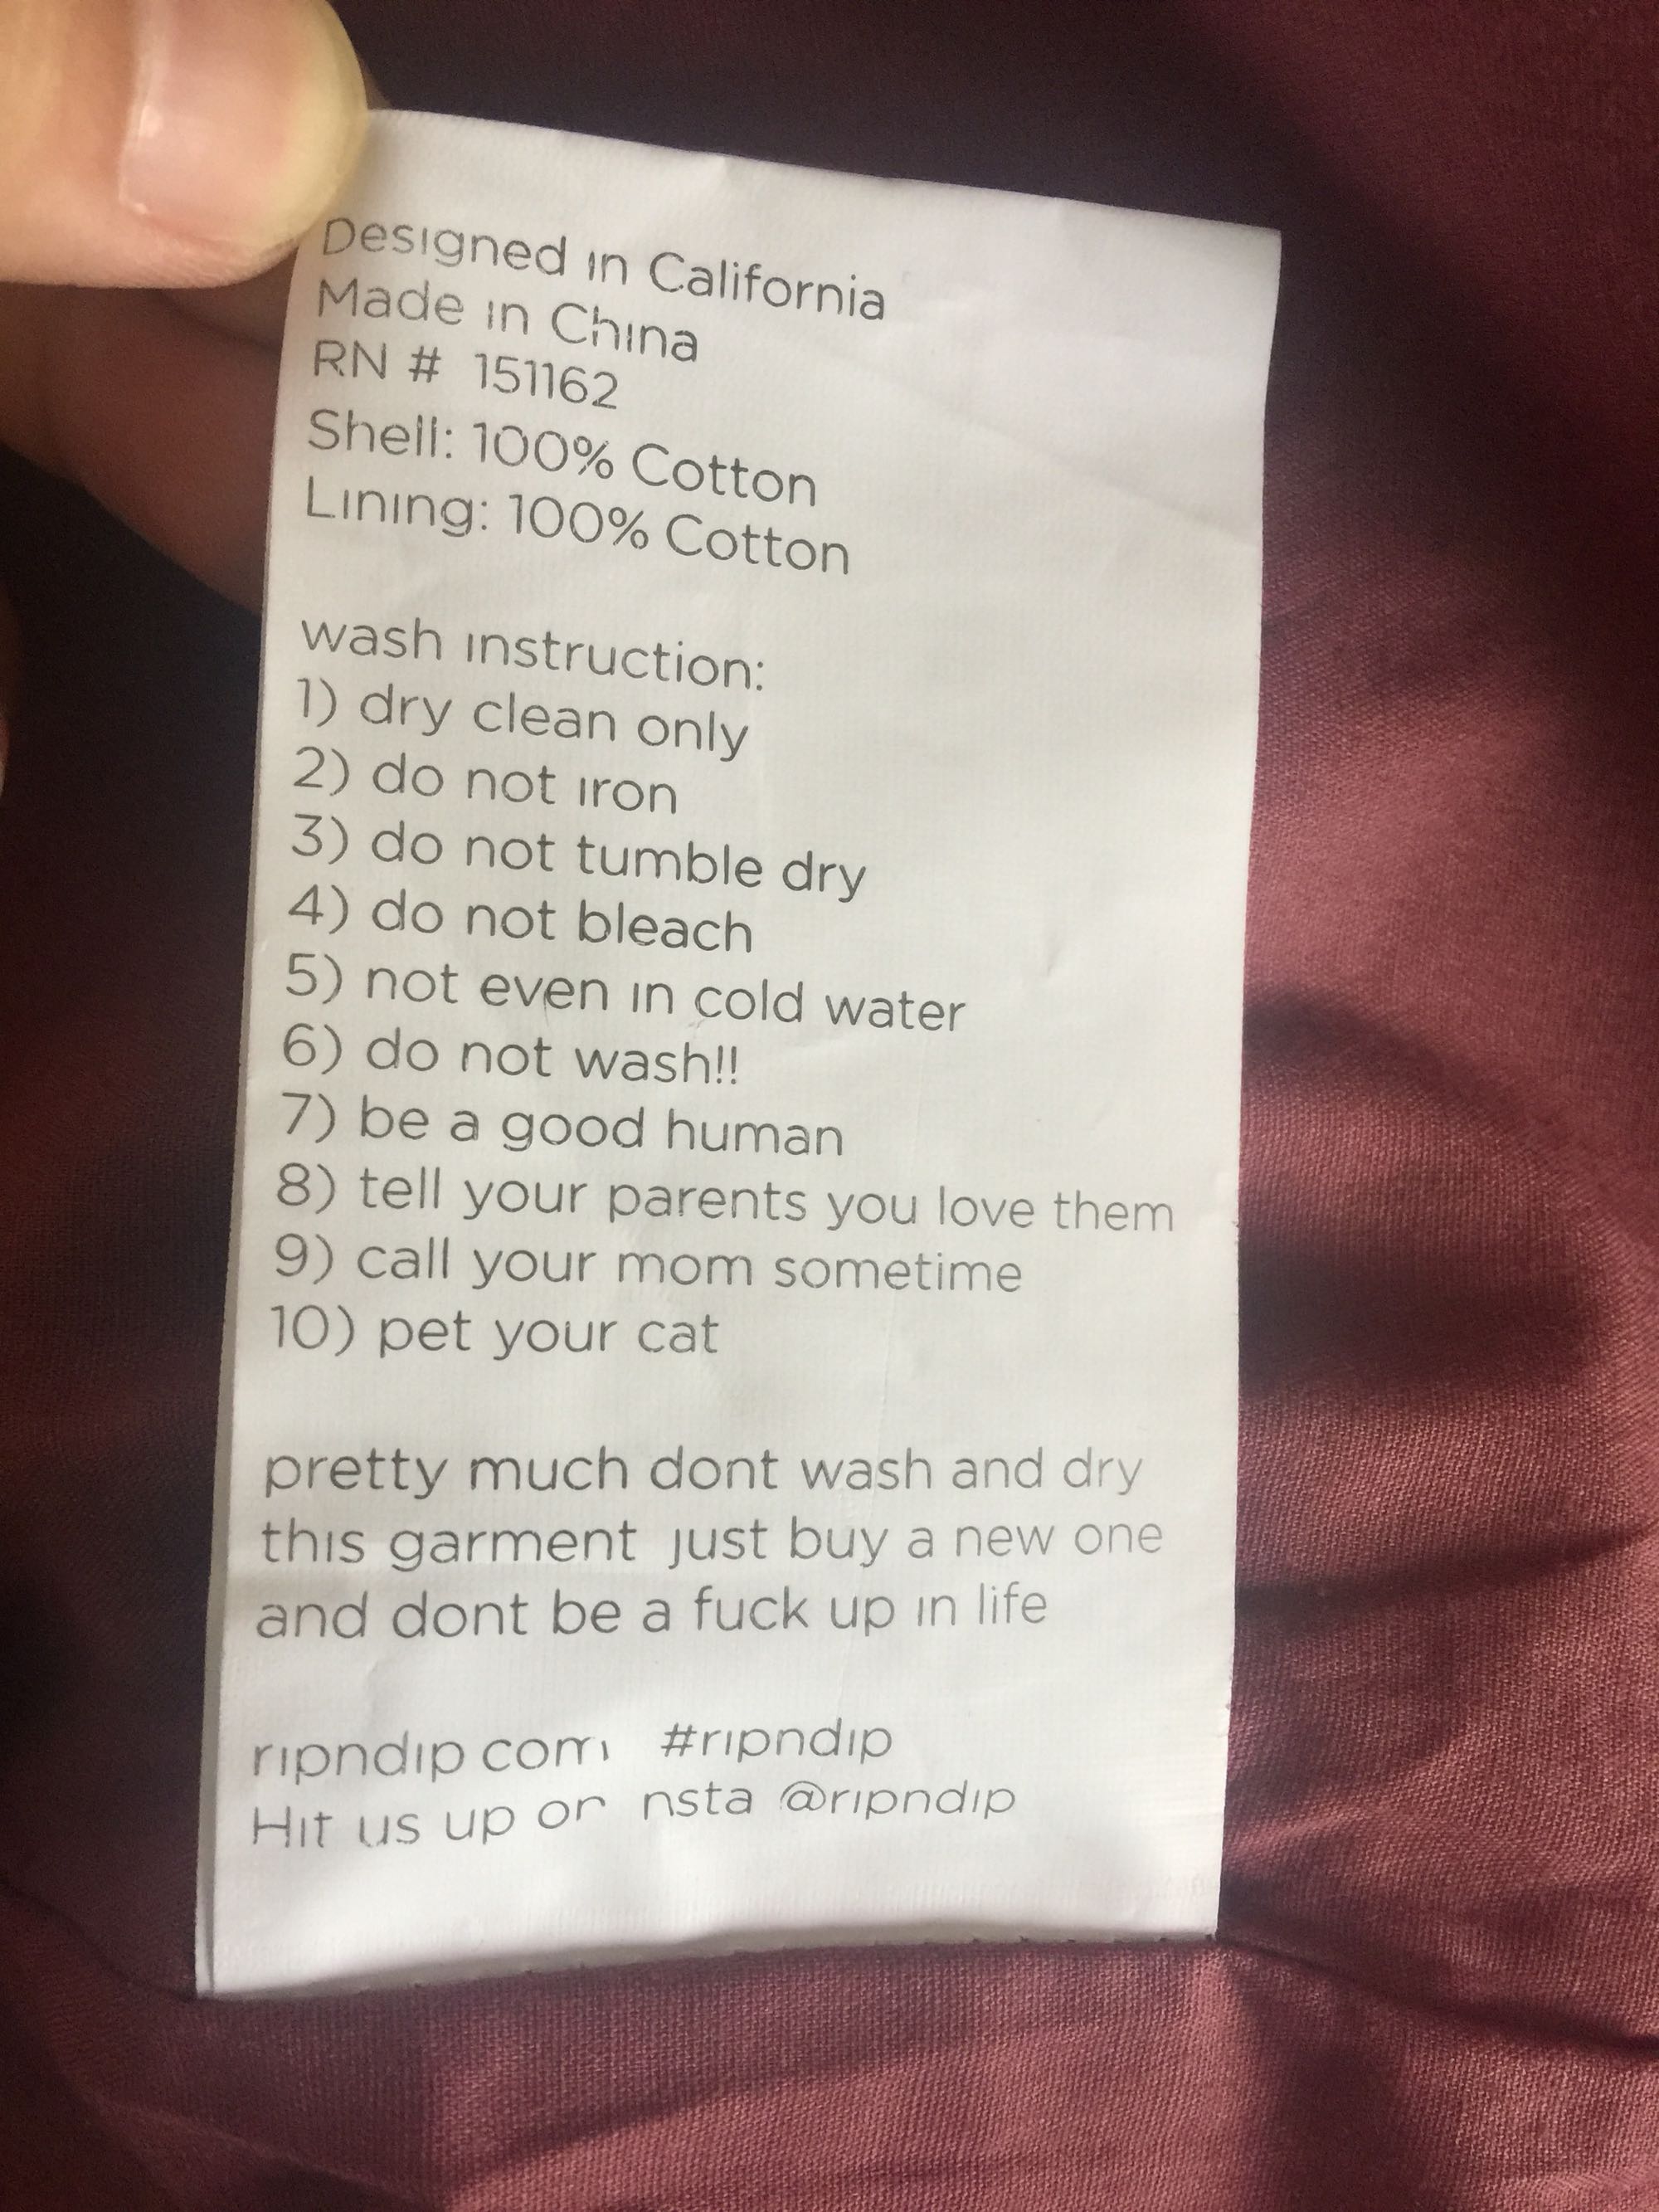 Designed in California
Made in China
RN # 151162
Shell: 100% Cotton
Lining: 100% Cotton
wash instruction:
1) dry clean only
2) do not iron
3) do not tumble dry
4) do not bleach
5) not even in cold water
6) do not wash!!
7) be a good human
8) tell your parents you love them
9) call your mom sometime
10) pet your cat
pretty much dont wash and dry
this garment just buy a new one
and dont be a fuck up in life
ripndip com #ripndip
Hit us up on nsta @ripndip